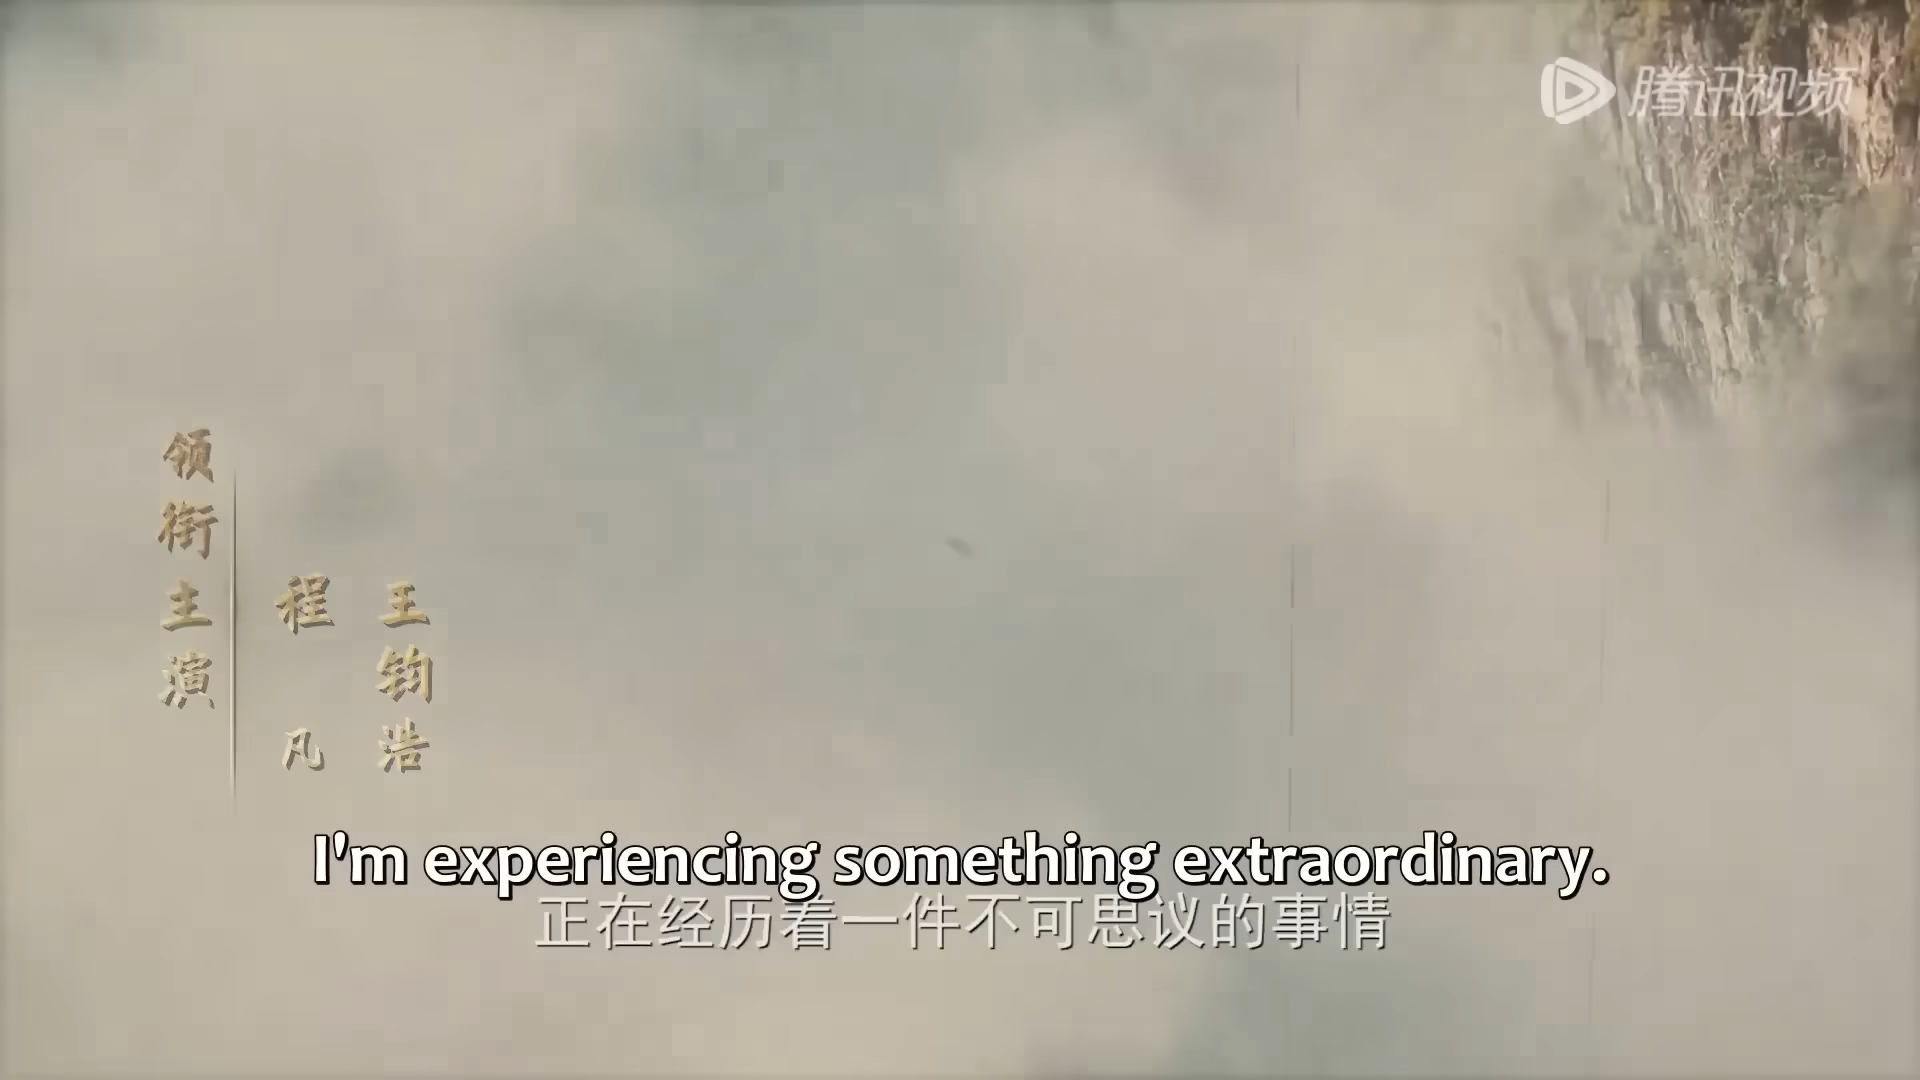 腾讯视频
领衔主演
程凡
王钧浩
I'm experiencing something extraordinary.
正在经历着一件不可思议的事情